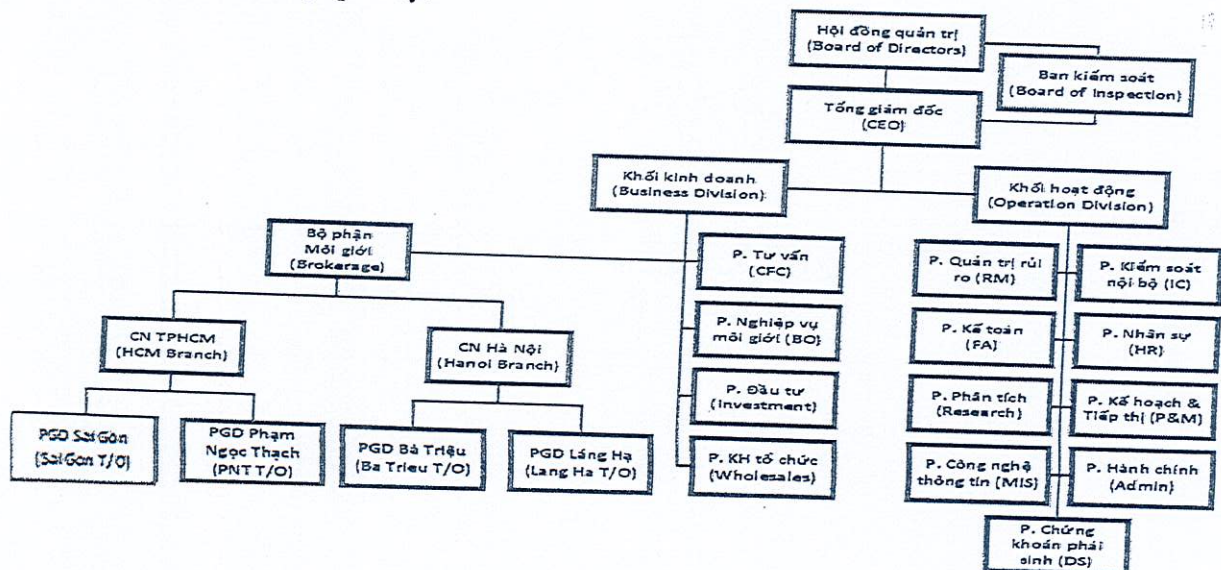 Hội đồng quản trị
(Board of Directors)
Ban kiểm soát
(Board of Inspection)
Tổng giám đốc
(CEO)
Khối kinh doanh
(Business Division)
Khối hoạt động
(Operation Division)
Bộ phận
Môi giới
(Brokerage)
P. Tư vấn
(CFC)
P. Quản trị rủi
ro (RM)
P. Kiểm soát
nội bộ (IC)
CN TPHCM
(HCM Branch)
CN Hà Nội
(Hanoi Branch)
P. Nghiệp vụ
môi giới (BO)
P. Kế toán
(FA)
P. Nhân sự
(HR)
P. Đầu tư
(Investment)
P. Phân tích
(Research)
P. Kế hoạch &
Tiếp thị (P&M)
PGD Sài Gòn
(Sai Gon T/O)
PGD Phạm
Ngọc Thạch
(PNT T/O)
PGD Bà Triệu
(Ba Trieu T/O)
PGD Láng Hạ
(Lang Ha T/O)
P. KH tổ chức
(Wholesales)
P. Công nghệ
thông tin (MIS)
P. Hành chính
(Admin)
P. Chứng
khoán phái
sinh (DS)